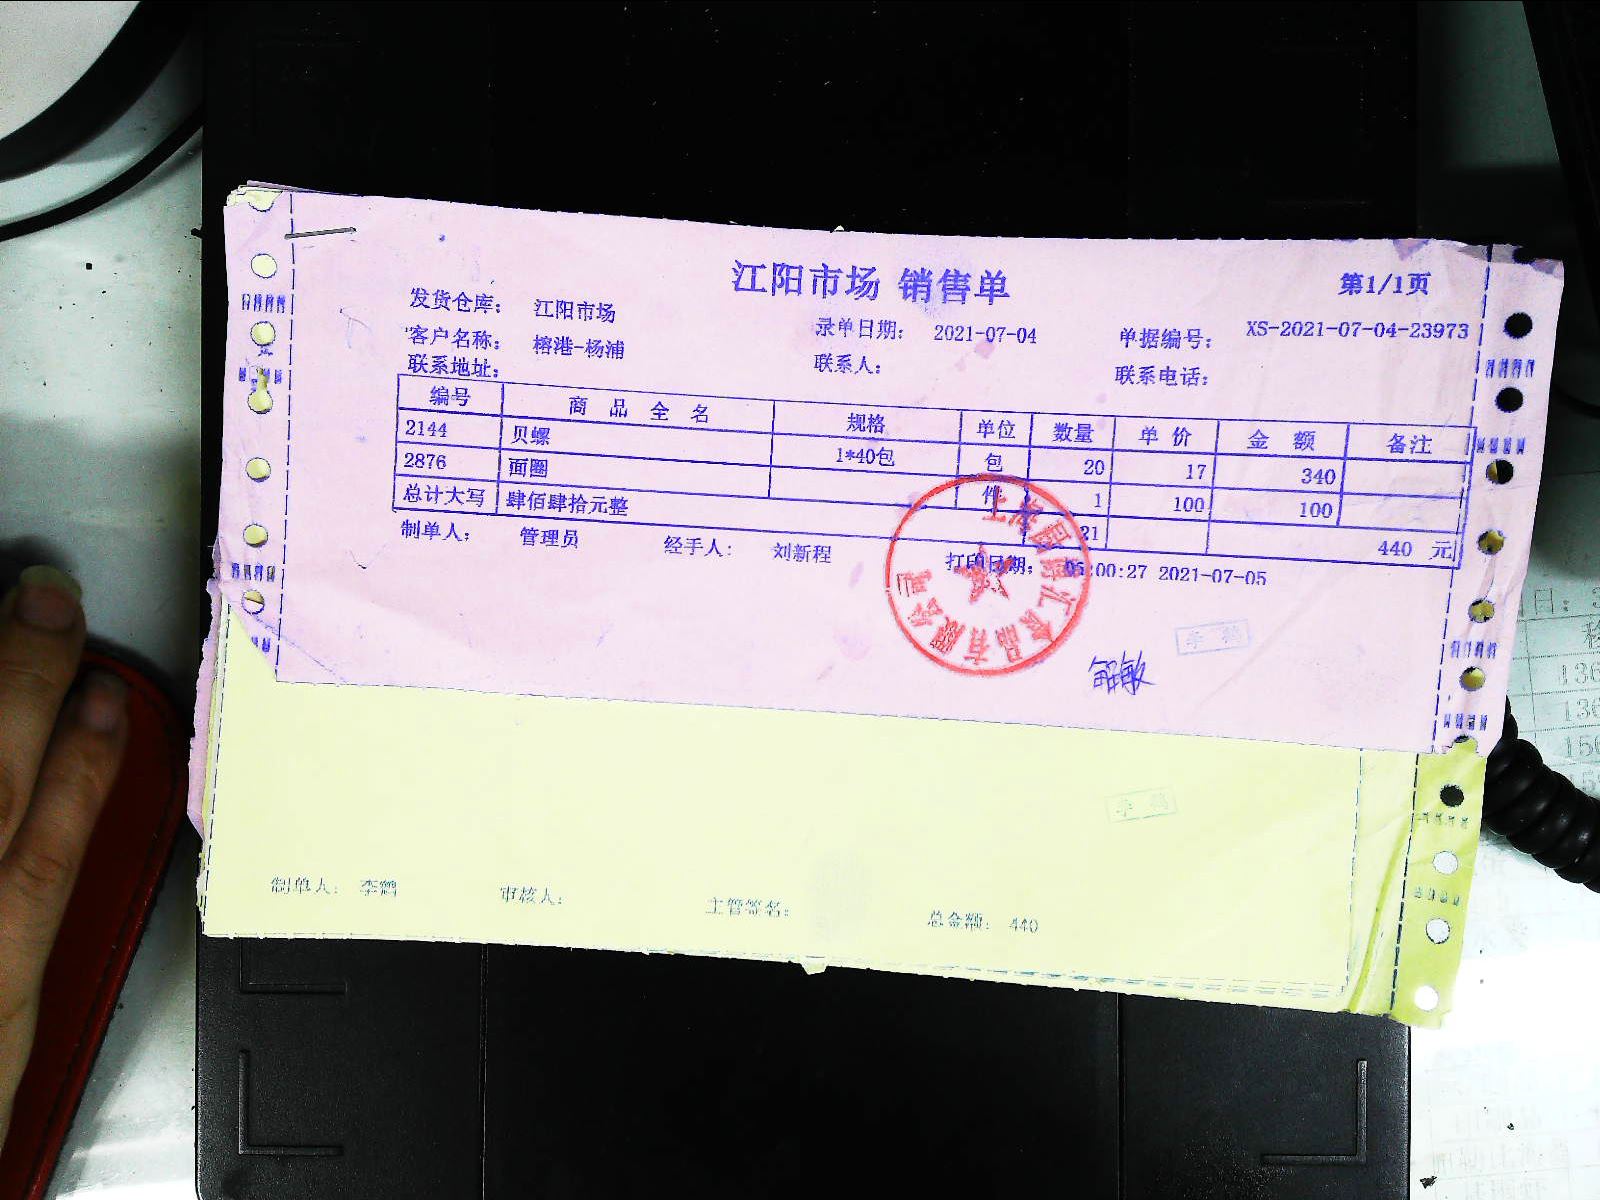 江阳市场 销售单
第1/1页
发货仓库： 江阳市场
录单日期： 2021-07-04
单据编号： XS-2021-07-04-23973
客户名称： 榕港-杨浦
联系人：
联系电话：
联系地址：
编号 商品全名 规格 单位 数量 单价 金额 备注
2144 贝螺 1*40包 包 20 17 340
2876 面圈 件 1 100 100
总计大写 肆佰肆拾元整 21 440 元
制单人： 管理员 经手人： 刘新程 打印日期： 05:00:27 2021-07-05
李鹤
李鹤
制单人： 李鹤 审核人： 主管签名： 总金额： 440